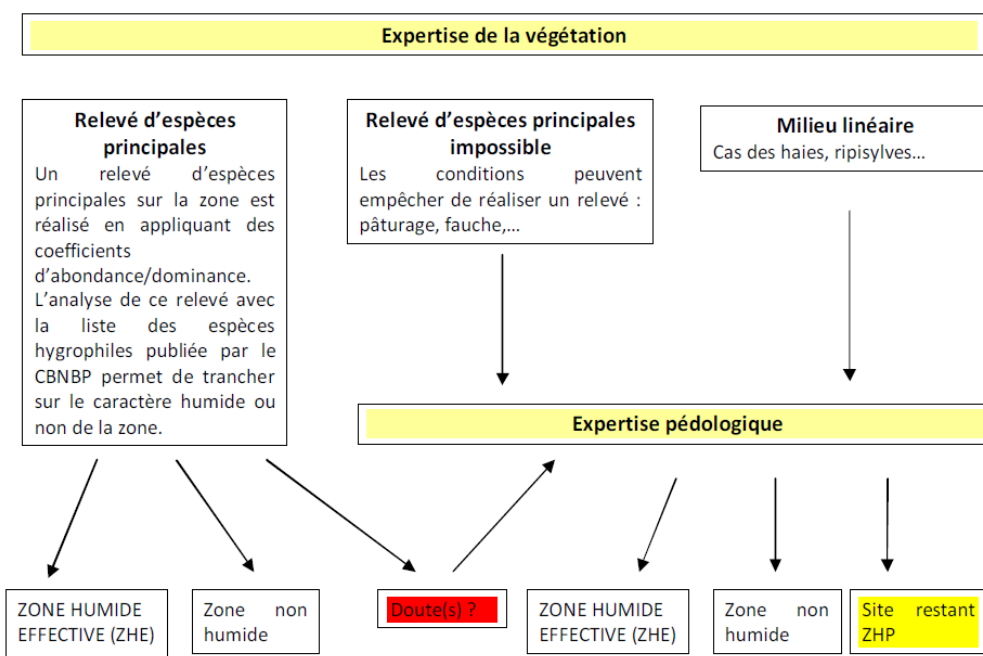 Expertise de la végétation
Relevé d'espèces
principales
Un relevé d'espèces
principales sur la zone est
réalisé en appliquant des
coefficients
d'abondance/dominance.
L'analyse de ce relevé avec
la liste des espèces
hygrophiles publiée par le
CBNBP permet de trancher
sur le caractère humide ou
non de la zone.
Relevé d'espèces principales
impossible
Les conditions peuvent
empêcher de réaliser un relevé :
pâturage, fauche,...
Milieu linéaire
Cas des haies, ripisylves...
Expertise pédologique
ZONE HUMIDE
EFFECTIVE (ZHE)
Zone non
humide
Doute(s) ?
ZONE HUMIDE
EFFECTIVE (ZHE)
Zone non
humide
Site restant
ZHP